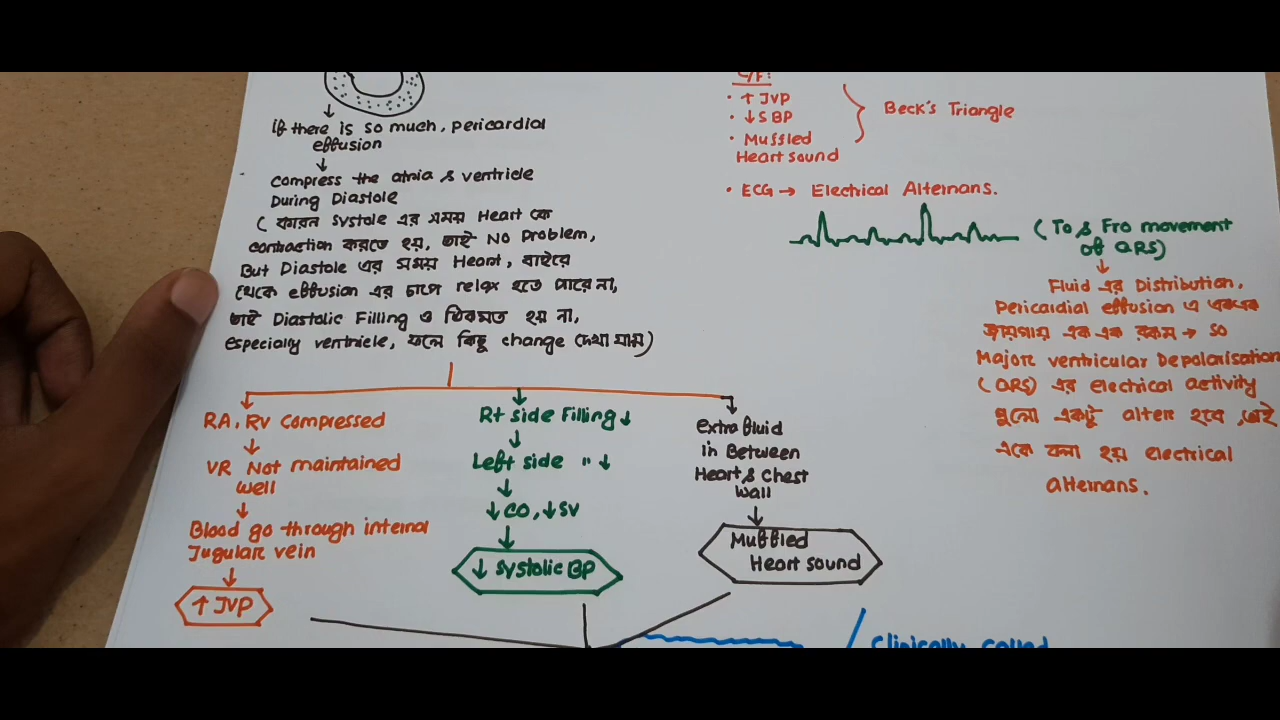 If there is so much, pericardial
effusion
↓
Compress the atria & ventricle
During Diastole
( কারন systole এর সময় Heart কে
contraction করতে হয়, তাই No problem,
But Diastole এর সময় Heart, বাইরে
থেকে effusion এর চাপে relax হতে পারে না,
তাই Diastolic Filling ও ঠিকমত হয় না,
especially ventricle, ফলে কিছু change দেখা যায়)
RA, RV compressed
↓
VR Not maintained
well
↓
Blood go through internal
Jugular vein
↓
↑ JVP
Rt side Filling ↓
↓
Left side " ↓
↓
↓ CO, ↓ SV
↓
↓ Systolic BP
Extra fluid
in Between
Heart & Chest
wall
↓
Muffled
Heart sound
C/F:
• ↑ JVP
• ↓ SBP
• Muffled
Heart sound
Beck's Triangle
• ECG → Electrical Alternans.
( To & Fro movement
of QRS)
↓
Fluid এর Distribution,
Pericardial effusion এ একএক
জায়গায় এক এক রকম → so
Major ventricular Depolarisation
(QRS) এর electrical activity
গুলো একটু alter হবে, তাই
একে বলা হয় electrical
alternans.
clinically called